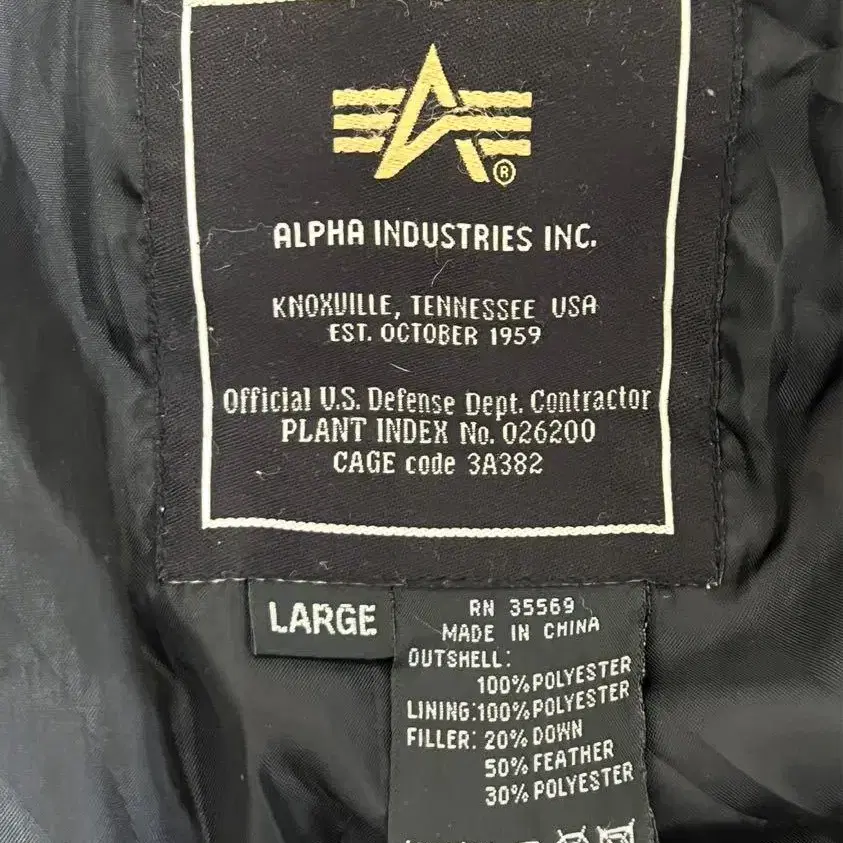 ®
ALPHA INDUSTRIES INC.
KNOXVILLE, TENNESSEE USA
EST. OCTOBER 1959
Official U.S. Defense Dept. Contractor
PLANT INDEX No. 026200
CAGE code 3A382
LARGE
RN 35569
MADE IN CHINA
OUTSHELL:
100%POLYESTER
LINING:100%POLYESTER
FILLER: 20%DOWN
50%FEATHER
30%POLYESTER